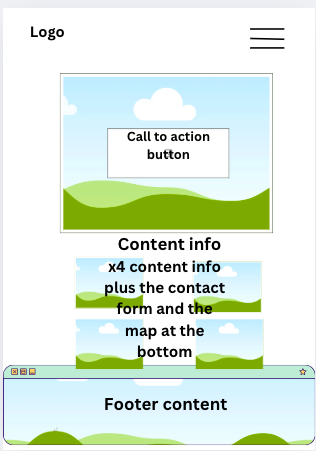 Logo
Call to action
button
Content info
x4 content info
plus the contact
form and the
map at the
bottom
Footer content